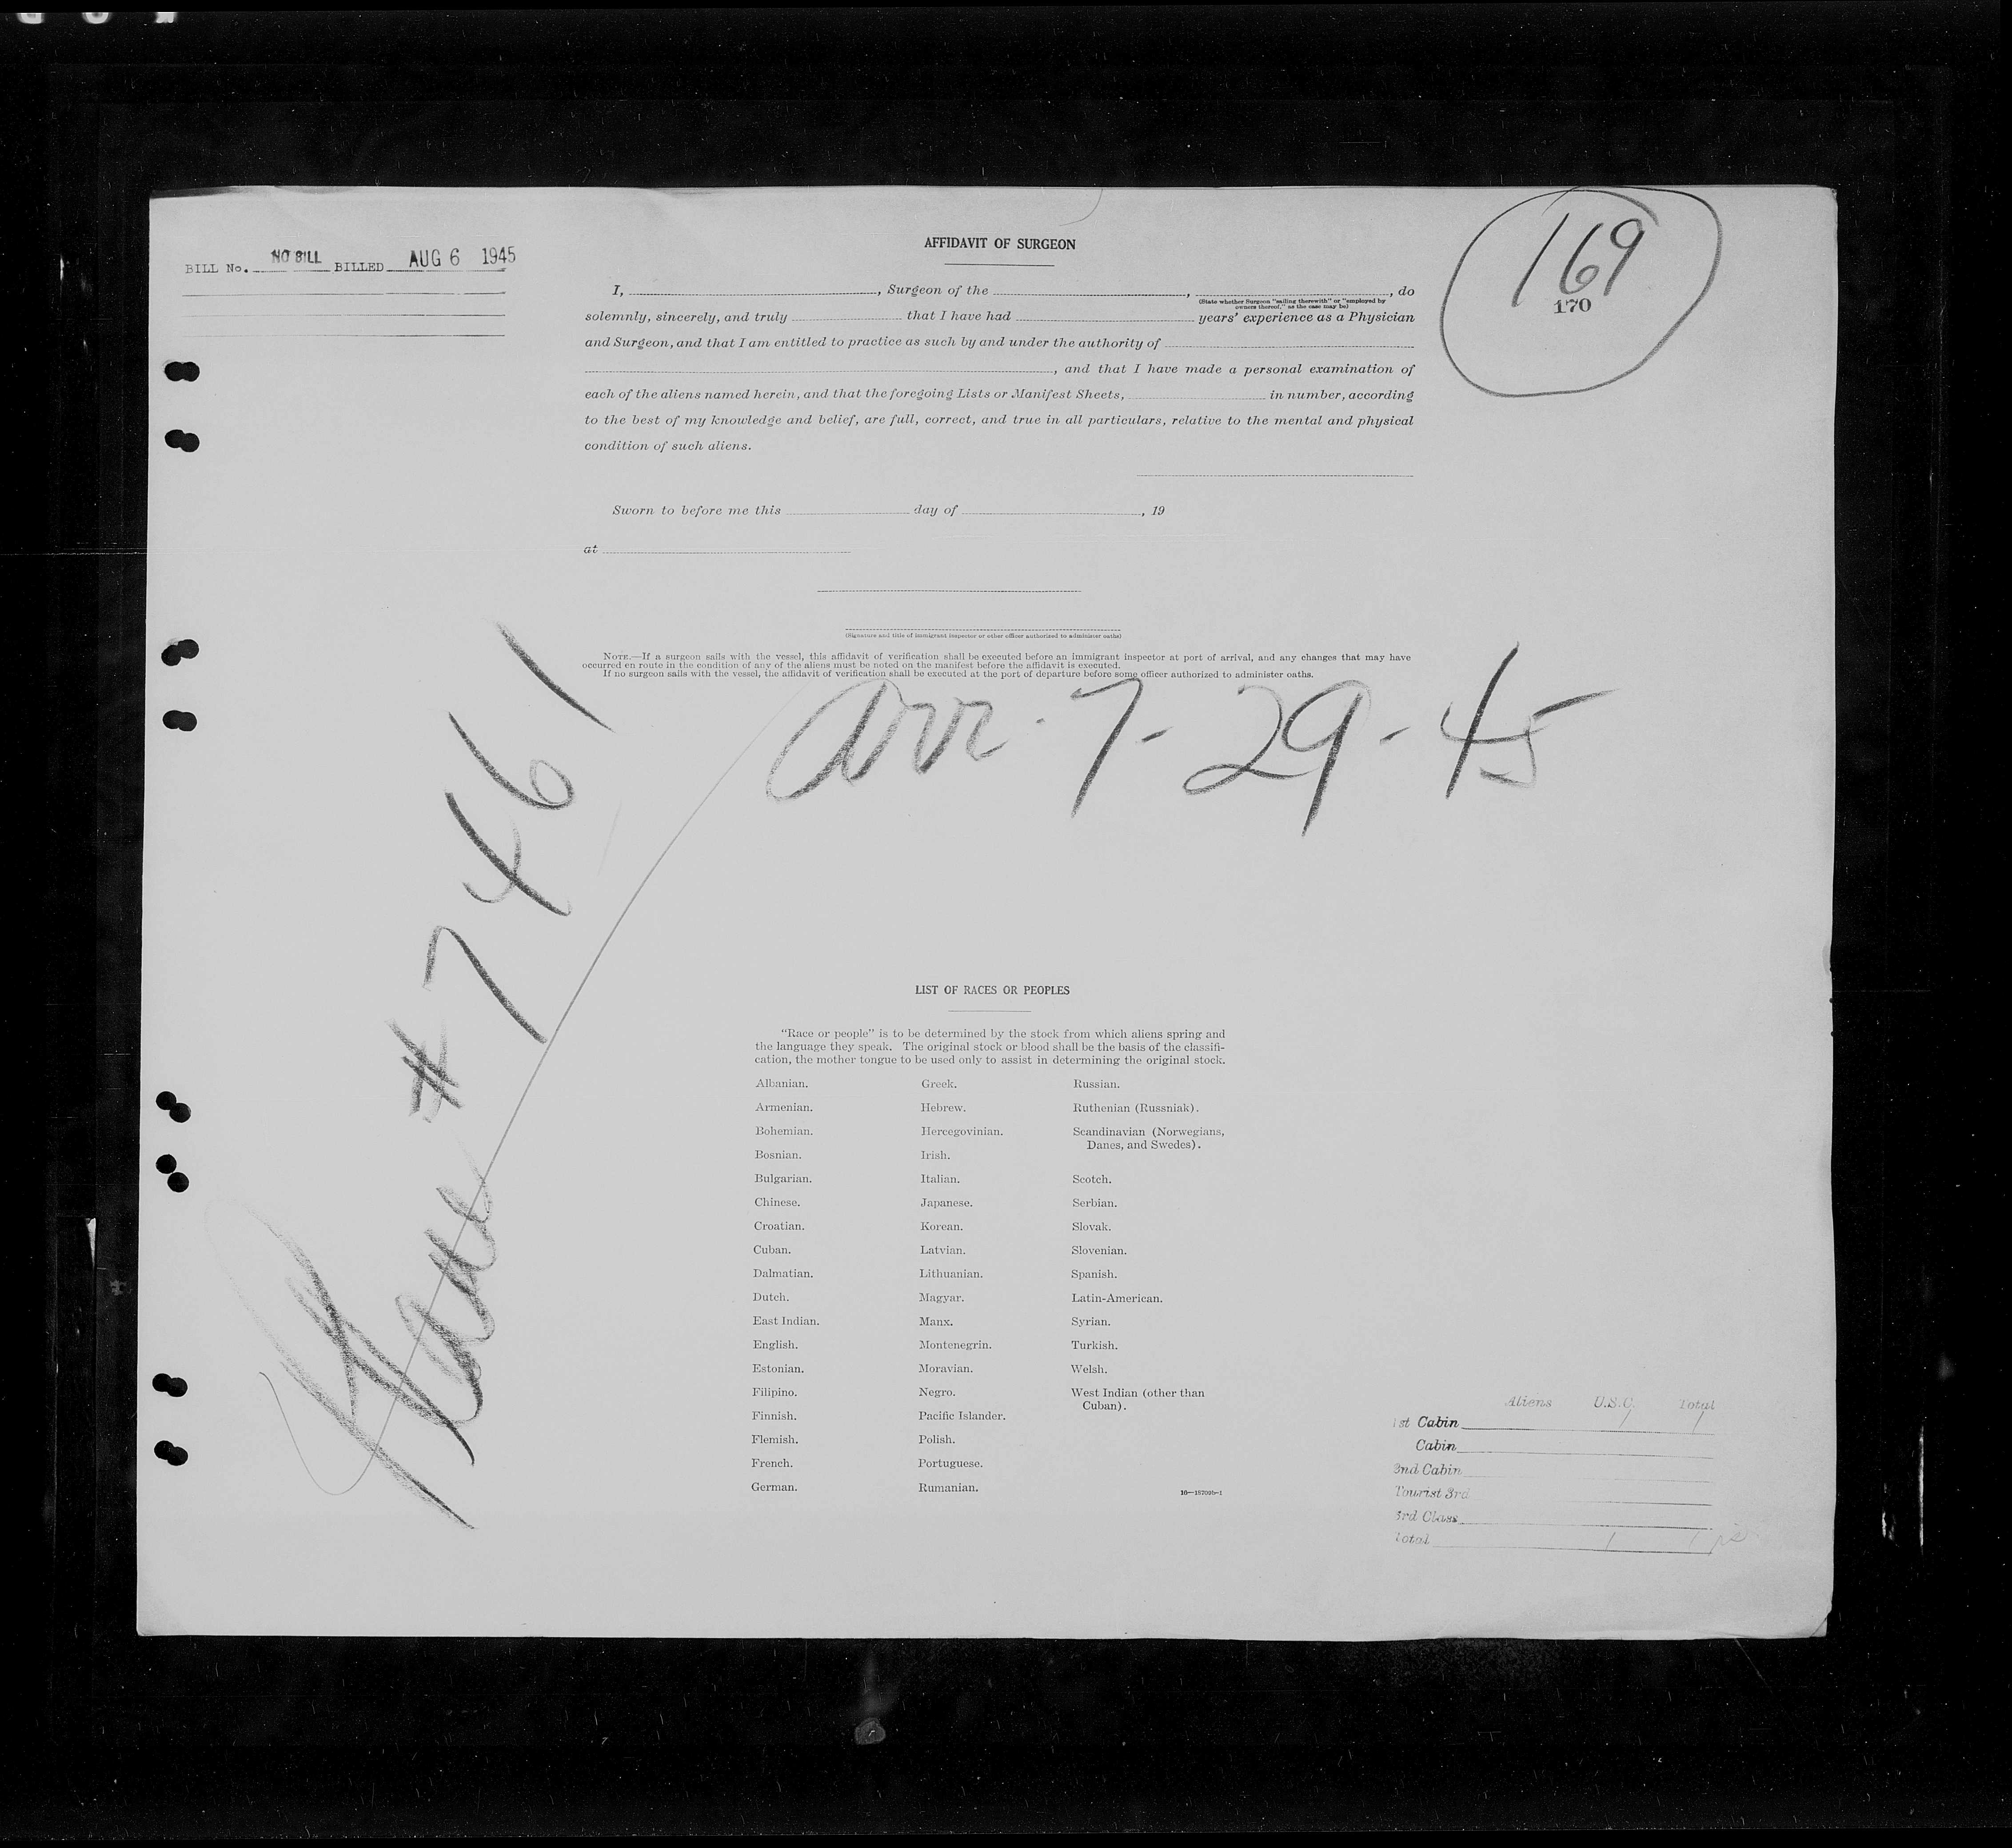 BILL No. NO BILL BILLED AUG 6 1945
169
170
AFFIDAVIT OF SURGEON
I, , Surgeon of the , , do
(State whether Surgeon "sailing therewith" or "employed by
owners thereof," as the case may be)
solemnly, sincerely, and truly that I have had years' experience as a Physician
and Surgeon, and that I am entitled to practice as such by and under the authority of
, and that I have made a personal examination of
each of the aliens named herein, and that the foregoing Lists or Manifest Sheets, in number, according
to the best of my knowledge and belief, are full, correct, and true in all particulars, relative to the mental and physical
condition of such aliens.
Sworn to before me this day of , 19
at
(Signature and title of immigrant inspector or other officer authorized to administer oaths)
NOTE.—If a surgeon sails with the vessel, this affidavit of verification shall be executed before an immigrant inspector at port of arrival, and any changes that may have
occurred en route in the condition of any of the aliens must be noted on the manifest before the affidavit is executed.
If no surgeon sails with the vessel, the affidavit of verification shall be executed at the port of departure before some officer authorized to administer oaths.
Arr. 7-29-45
#7461
LIST OF RACES OR PEOPLES
"Race or people" is to be determined by the stock from which aliens spring and
the language they speak. The original stock or blood shall be the basis of the classifi-
cation, the mother tongue to be used only to assist in determining the original stock.
Albanian. Greek. Russian.
Armenian. Hebrew. Ruthenian (Russniak).
Bohemian. Hercegovinian. Scandinavian (Norwegians,
Danes, and Swedes).
Bosnian. Irish.
Bulgarian. Italian. Scotch.
Chinese. Japanese. Serbian.
Croatian. Korean. Slovak.
Cuban. Latvian. Slovenian.
Dalmatian. Lithuanian. Spanish.
Dutch. Magyar. Latin-American.
East Indian. Manx. Syrian.
English. Montenegrin. Turkish.
Estonian. Moravian. Welsh.
Filipino. Negro. West Indian (other than
Cuban).
Finnish. Pacific Islander.
Flemish. Polish.
French. Portuguese.
German. Rumanian.
Aliens U.S.C. Total
1st Cabin 1 1
Cabin
2nd Cabin
Tourist 3rd
3rd Class
Total 1 1